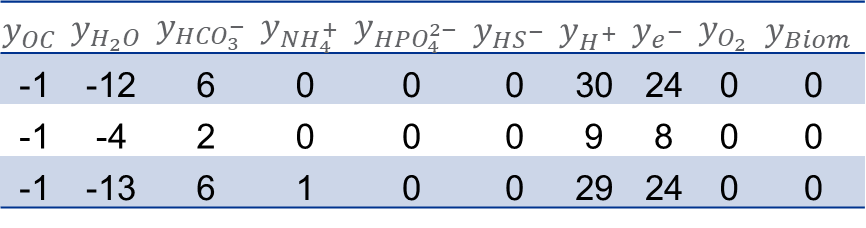 y_{OC} y_{H_2O} y_{HCO_3^-} y_{NH_4^+} y_{HPO_4^{2-}} y_{HS^-} y_{H^+} y_{e^-} y_{O_2} y_{Biom}
-1 -12 6 0 0 0 30 24 0 0
-1 -4 2 0 0 0 9 8 0 0
-1 -13 6 1 0 0 29 24 0 0